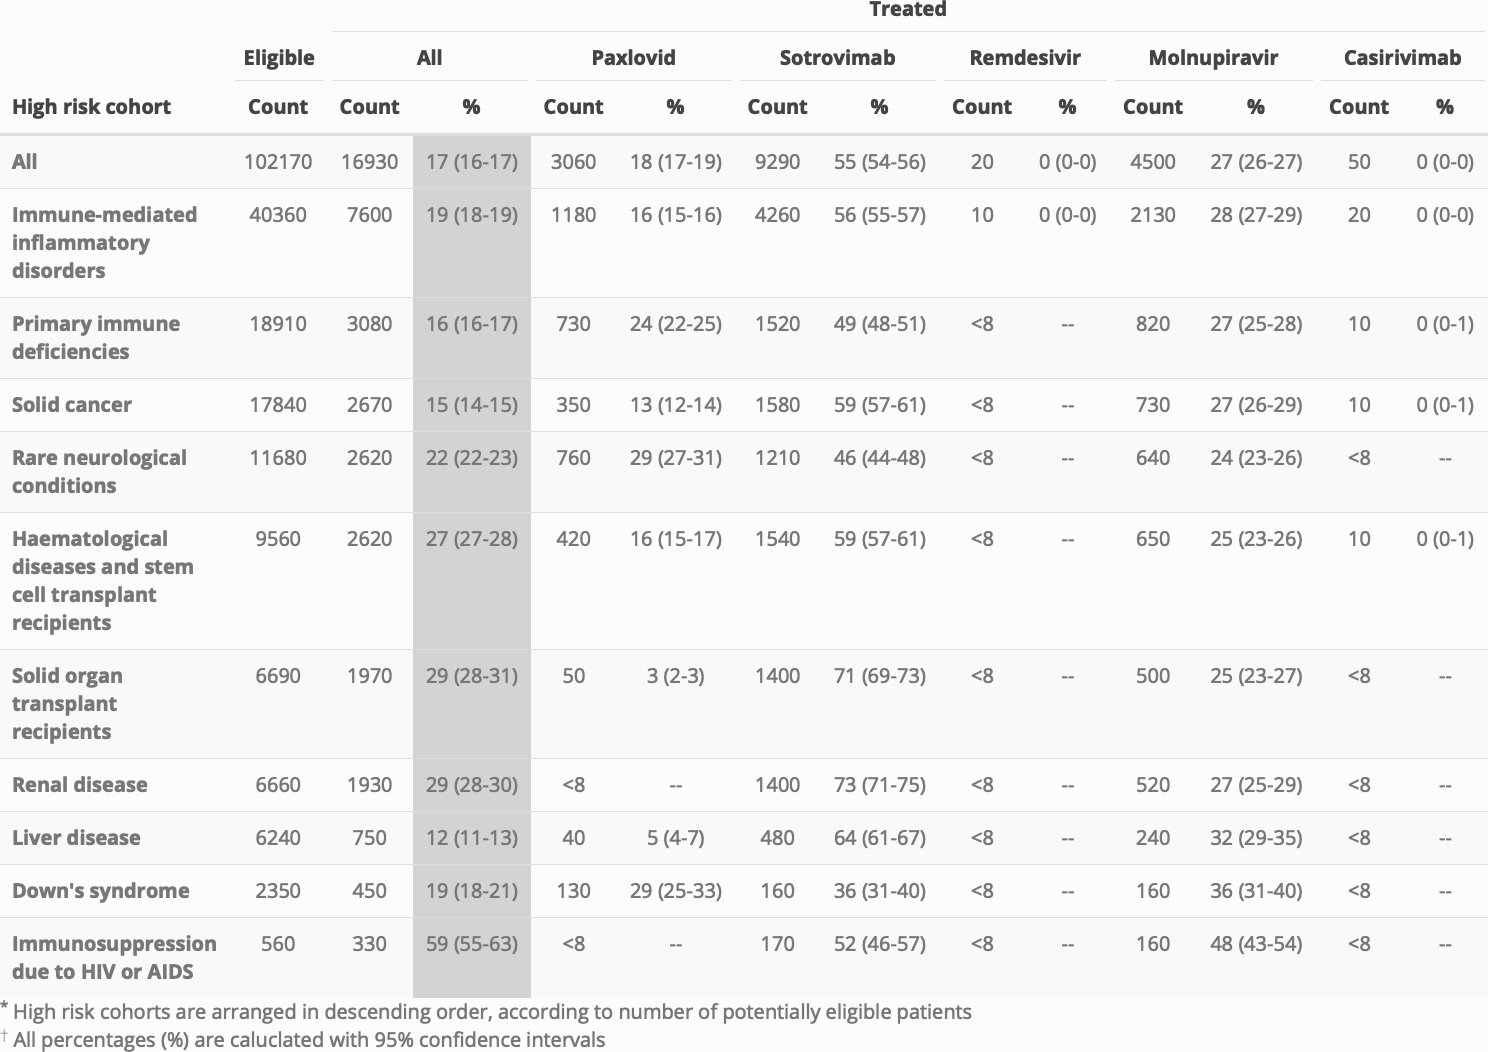 Treated
Eligible All Paxlovid Sotrovimab Remdesivir Molnupiravir Casirivimab
High risk cohort Count Count % Count % Count % Count % Count % Count %
All 102170 16930 17 (16-17) 3060 18 (17-19) 9290 55 (54-56) 20 0 (0-0) 4500 27 (26-27) 50 0 (0-0)
Immune-mediated 40360 7600 19 (18-19) 1180 16 (15-16) 4260 56 (55-57) 10 0 (0-0) 2130 28 (27-29) 20 0 (0-0)
inflammatory
disorders
Primary immune 18910 3080 16 (16-17) 730 24 (22-25) 1520 49 (48-51) <8 -- 820 27 (25-28) 10 0 (0-1)
deficiencies
Solid cancer 17840 2670 15 (14-15) 350 13 (12-14) 1580 59 (57-61) <8 -- 730 27 (26-29) 10 0 (0-1)
Rare neurological 11680 2620 22 (22-23) 760 29 (27-31) 1210 46 (44-48) <8 -- 640 24 (23-26) <8 --
conditions
Haematological 9560 2620 27 (27-28) 420 16 (15-17) 1540 59 (57-61) <8 -- 650 25 (23-26) 10 0 (0-1)
diseases and stem
cell transplant
recipients
Solid organ 6690 1970 29 (28-31) 50 3 (2-3) 1400 71 (69-73) <8 -- 500 25 (23-27) <8 --
transplant
recipients
Renal disease 6660 1930 29 (28-30) <8 -- 1400 73 (71-75) <8 -- 520 27 (25-29) <8 --
Liver disease 6240 750 12 (11-13) 40 5 (4-7) 480 64 (61-67) <8 -- 240 32 (29-35) <8 --
Down's syndrome 2350 450 19 (18-21) 130 29 (25-33) 160 36 (31-40) <8 -- 160 36 (31-40) <8 --
Immunosuppression 560 330 59 (55-63) <8 -- 170 52 (46-57) <8 -- 160 48 (43-54) <8 --
due to HIV or AIDS
* High risk cohorts are arranged in descending order, according to number of potentially eligible patients
† All percentages (%) are caluclated with 95% confidence intervals